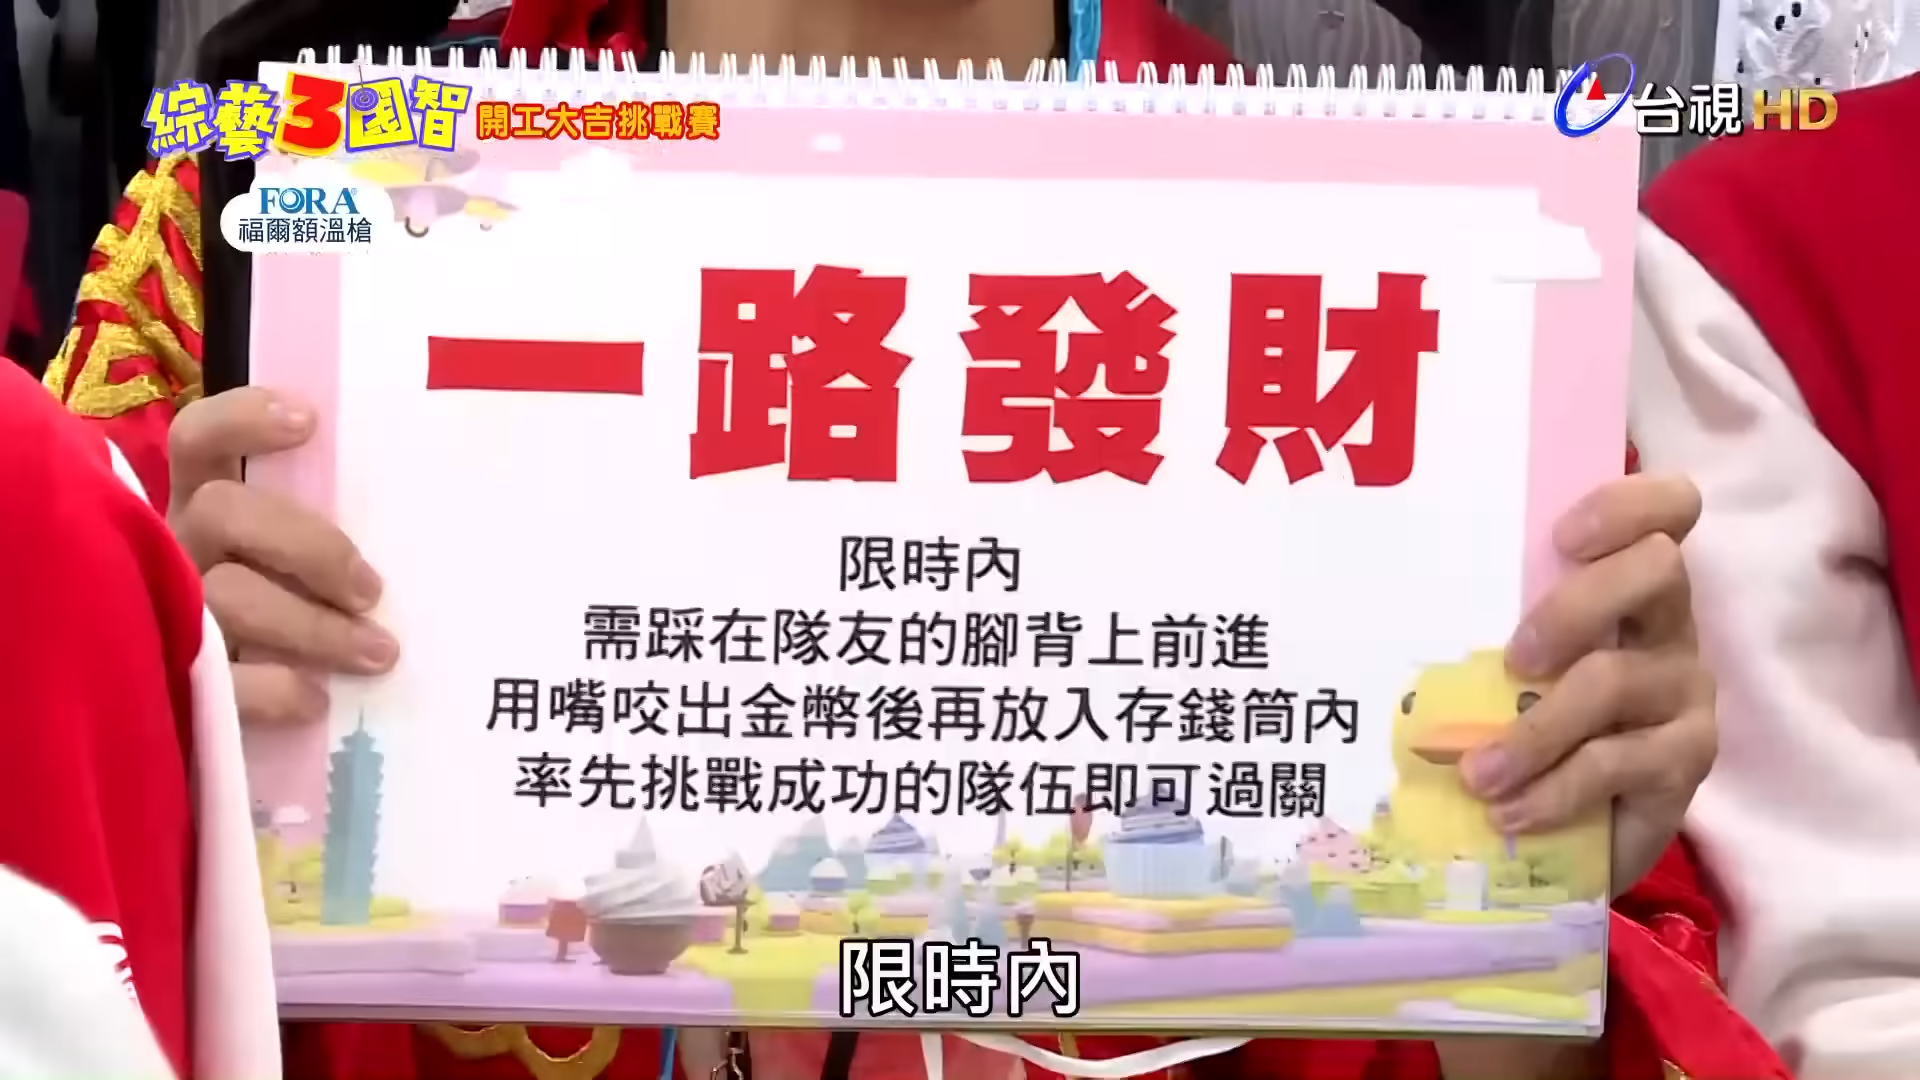 綜藝3國智 開工大吉挑戰賽
台視HD
FORA
福爾額溫槍
一路發財
限時內
需踩在隊友的腳背上前進
用嘴咬出金幣後再放入存錢筒內
率先挑戰成功的隊伍即可過關
限時內